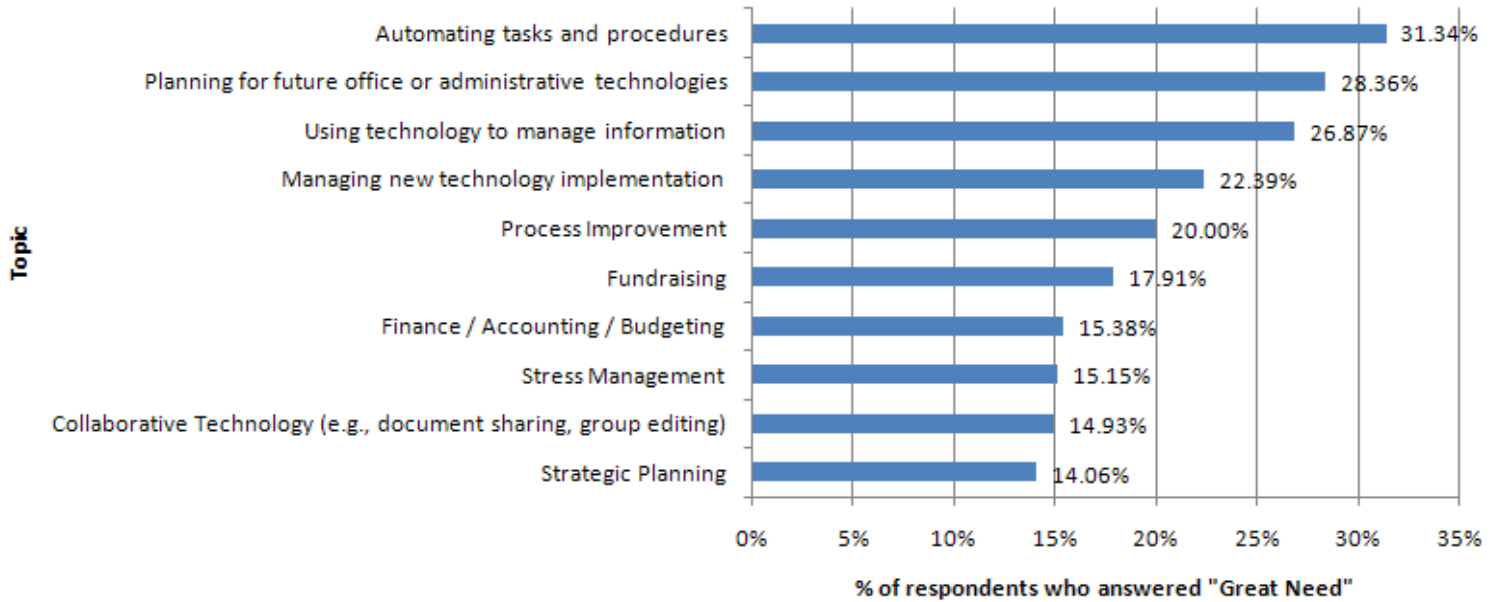 Automating tasks and procedures 31.34%
Planning for future office or administrative technologies 28.36%
Using technology to manage information 26.87%
Managing new technology implementation 22.39%
Process Improvement 20.00%
Topic
Fundraising 17.91%
Finance / Accounting / Budgeting 15.38%
Stress Management 15.15%
Collaborative Technology (e.g., document sharing, group editing) 14.93%
Strategic Planning 14.06%
0% 5% 10% 15% 20% 25% 30% 35%
% of respondents who answered "Great Need"